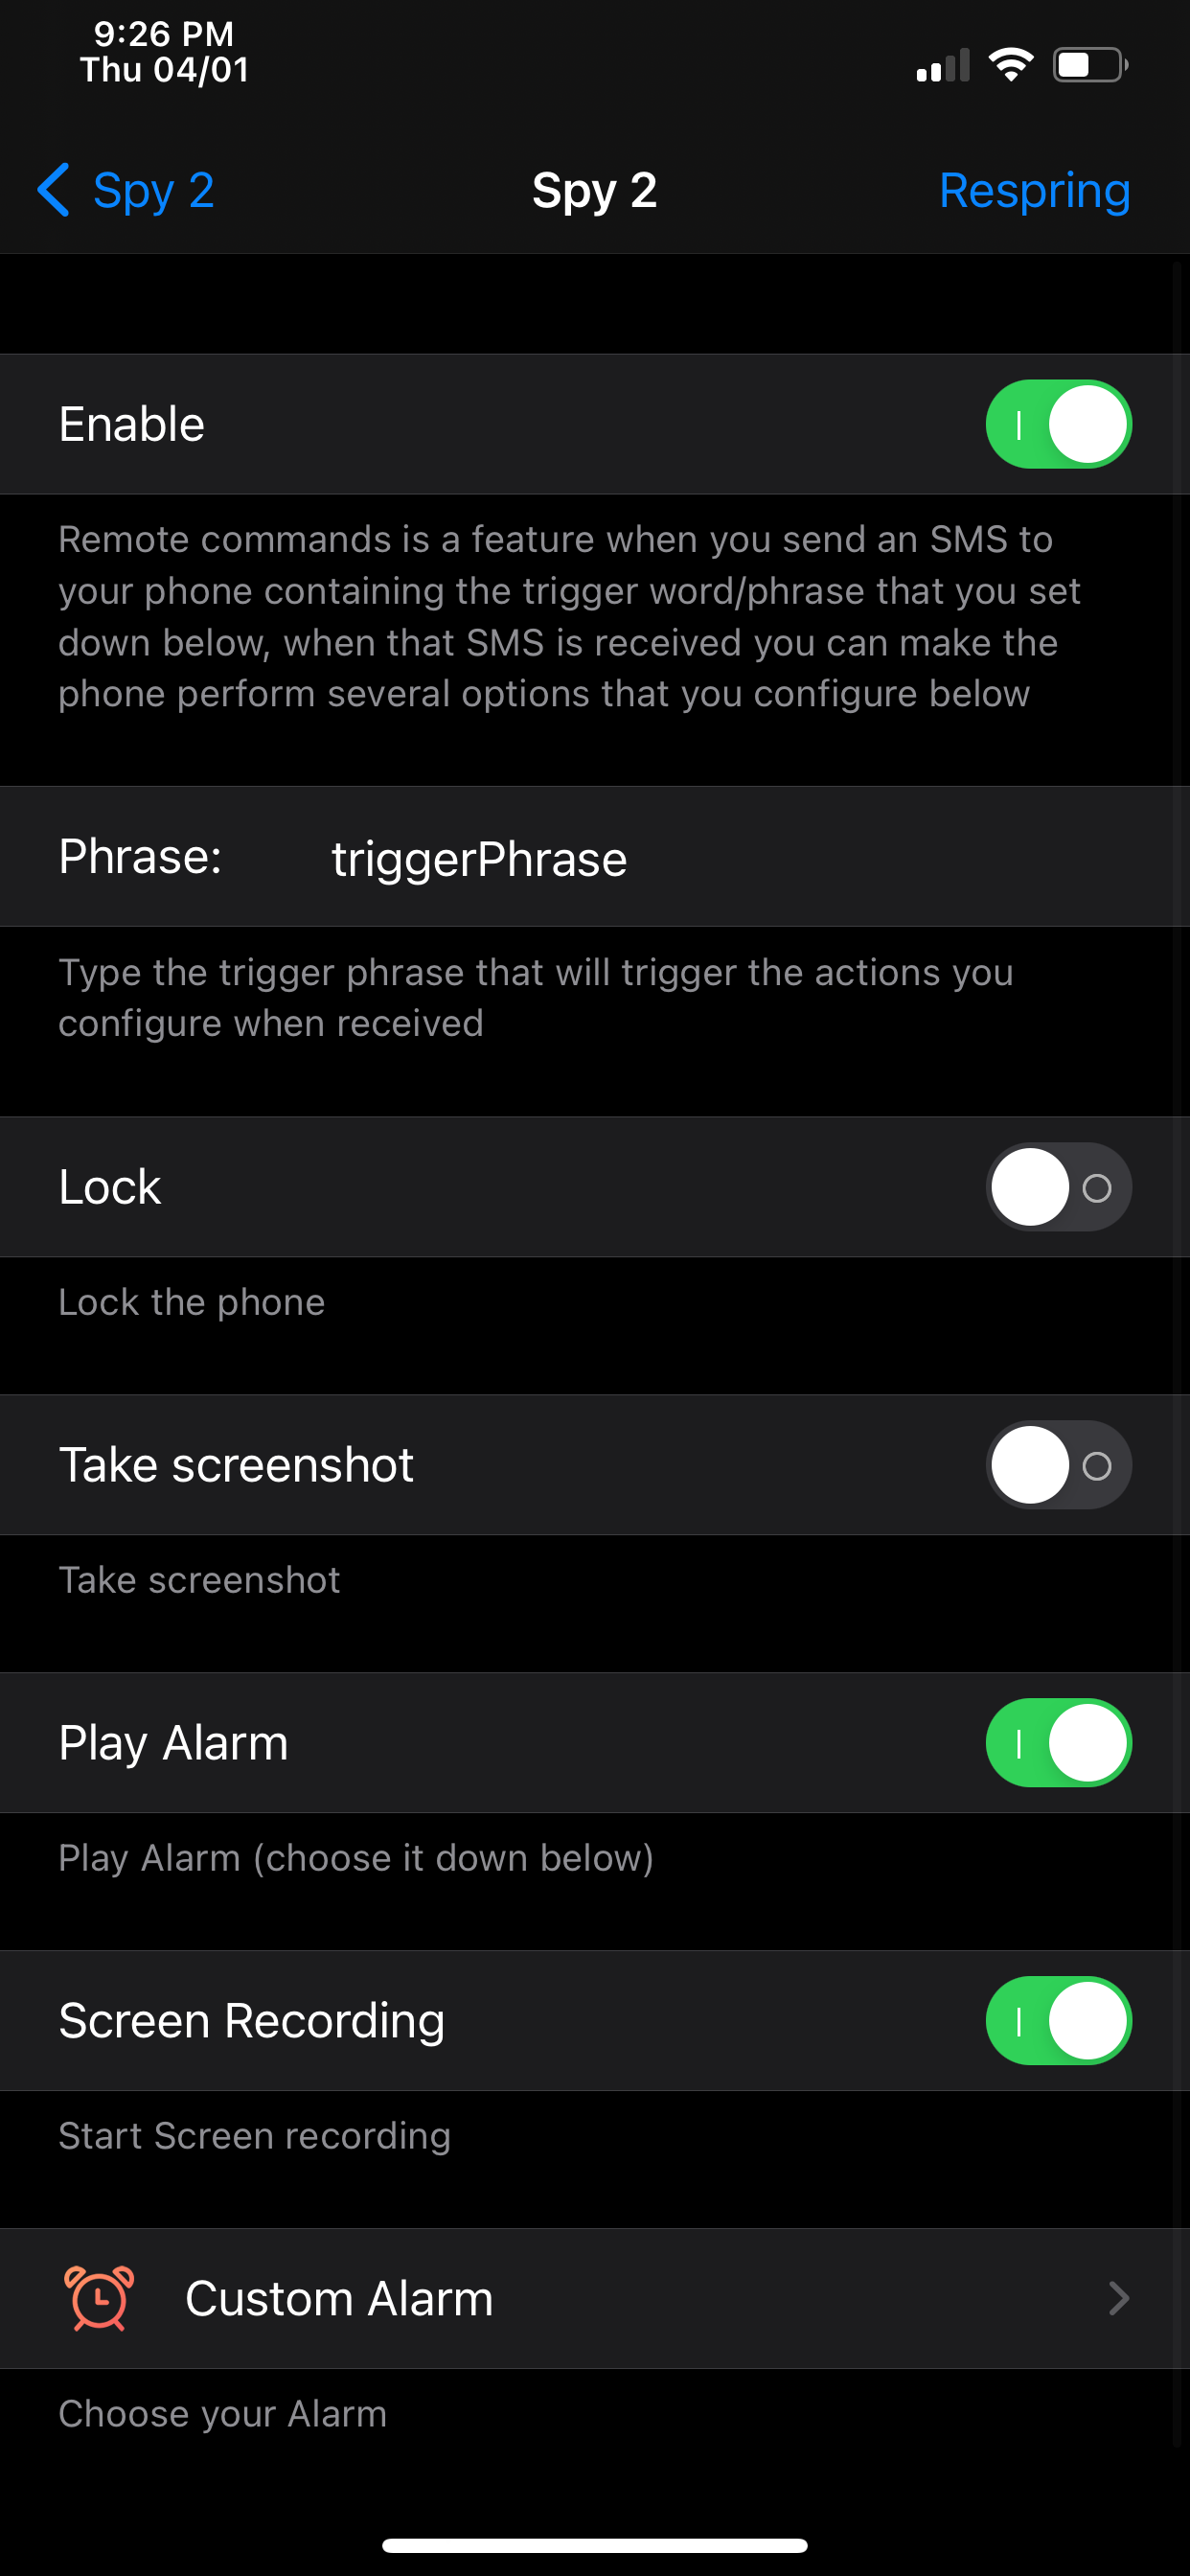 9:26 PM
Thu 04/01
Spy 2
Spy 2
Respring
Enable
Remote commands is a feature when you send an SMS to
your phone containing the trigger word/phrase that you set
down below, when that SMS is received you can make the
phone perform several options that you configure below
Phrase: triggerPhrase
Type the trigger phrase that will trigger the actions you
configure when received
Lock
Lock the phone
Take screenshot
Take screenshot
Play Alarm
Play Alarm (choose it down below)
Screen Recording
Start Screen recording
Custom Alarm
Choose your Alarm